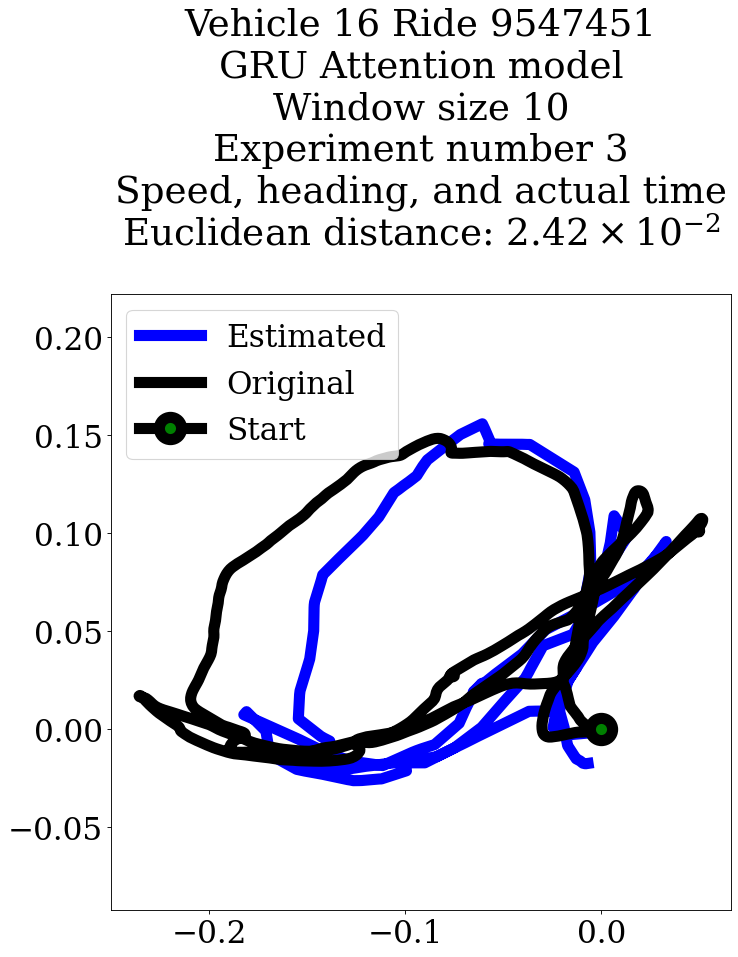 Vehicle 16 Ride 9547451
GRU Attention model
Window size 10
Experiment number 3
Speed, heading, and actual time
Euclidean distance: 2.42 × 10⁻²
Estimated
Original
Start
0.20
0.15
0.10
0.05
0.00
−0.05
−0.2
−0.1
0.0